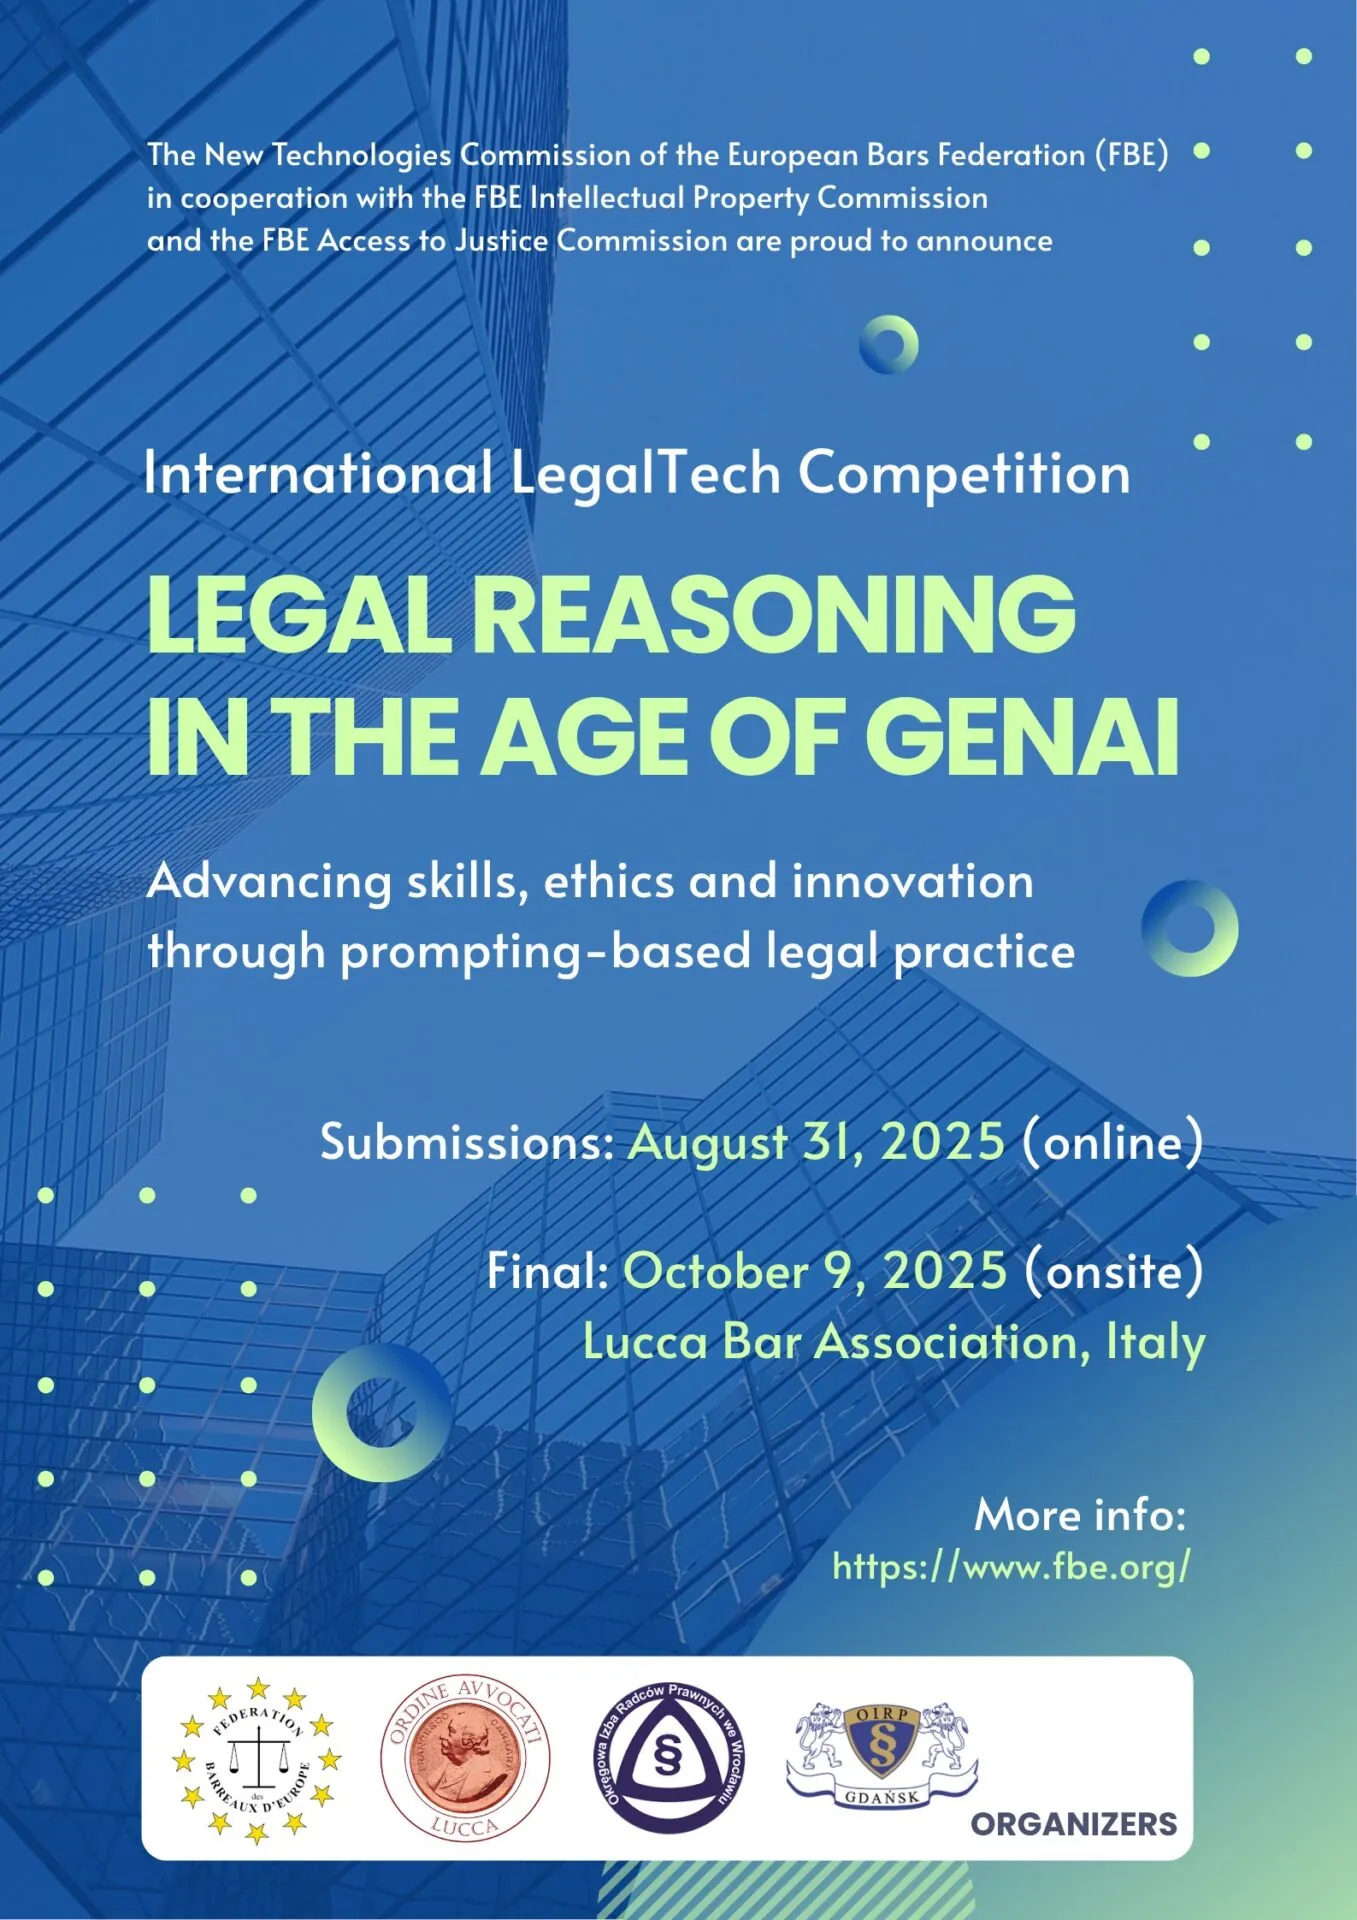 The New Technologies Commission of the European Bars Federation (FBE)
in cooperation with the FBE Intellectual Property Commission
and the FBE Access to Justice Commission are proud to announce
International LegalTech Competition
LEGAL REASONING
IN THE AGE OF GENAI
Advancing skills, ethics and innovation
through prompting-based legal practice
Submissions: August 31, 2025 (online)
Final: October 9, 2025 (onsite)
Lucca Bar Association, Italy
More info:
https://www.fbe.org/
FEDERATION
des
BARREAUX D'EUROPE
ORDINE AVVOCATI
FRANCESCO CARRARA
LUCCA
Okręgowa Izba Radców Prawnych we Wrocławiu
§
OIRP
§
GDAŃSK
ORGANIZERS